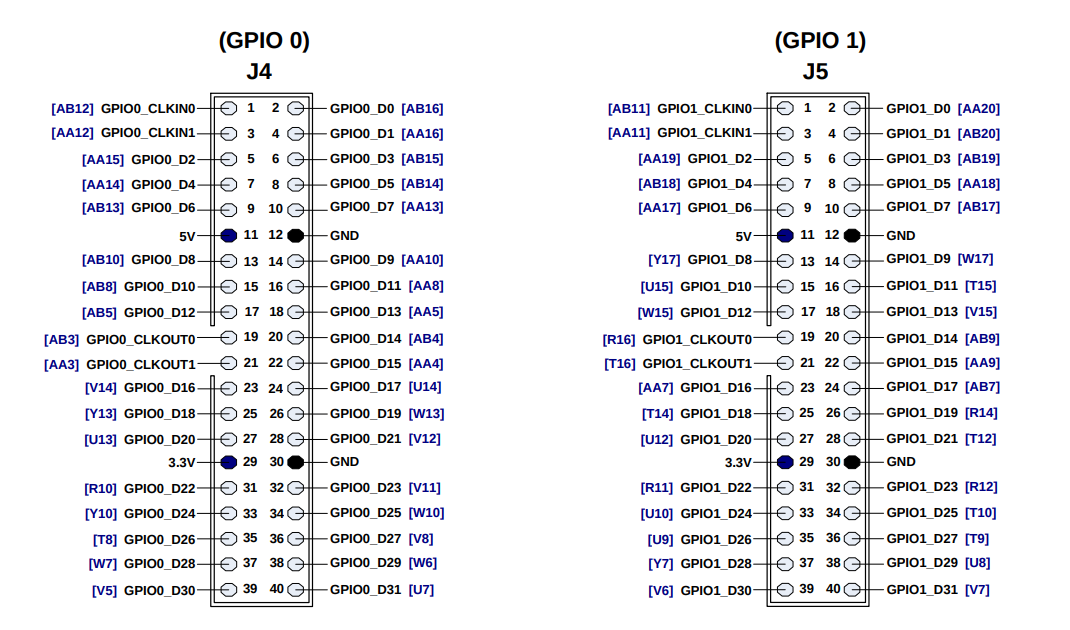 (GPIO 0)
J4
[AB12] GPIO0_CLKIN0 1 2 GPIO0_D0 [AB16]
[AA12] GPIO0_CLKIN1 3 4 GPIO0_D1 [AA16]
[AA15] GPIO0_D2 5 6 GPIO0_D3 [AB15]
[AA14] GPIO0_D4 7 8 GPIO0_D5 [AB14]
[AB13] GPIO0_D6 9 10 GPIO0_D7 [AA13]
5V 11 12 GND
[AB10] GPIO0_D8 13 14 GPIO0_D9 [AA10]
[AB8] GPIO0_D10 15 16 GPIO0_D11 [AA8]
[AB5] GPIO0_D12 17 18 GPIO0_D13 [AA5]
[AB3] GPIO0_CLKOUT0 19 20 GPIO0_D14 [AB4]
[AA3] GPIO0_CLKOUT1 21 22 GPIO0_D15 [AA4]
[V14] GPIO0_D16 23 24 GPIO0_D17 [U14]
[Y13] GPIO0_D18 25 26 GPIO0_D19 [W13]
[U13] GPIO0_D20 27 28 GPIO0_D21 [V12]
3.3V 29 30 GND
[R10] GPIO0_D22 31 32 GPIO0_D23 [V11]
[Y10] GPIO0_D24 33 34 GPIO0_D25 [W10]
[T8] GPIO0_D26 35 36 GPIO0_D27 [V8]
[W7] GPIO0_D28 37 38 GPIO0_D29 [W6]
[V5] GPIO0_D30 39 40 GPIO0_D31 [U7]
(GPIO 1)
J5
[AB11] GPIO1_CLKIN0 1 2 GPIO1_D0 [AA20]
[AA11] GPIO1_CLKIN1 3 4 GPIO1_D1 [AB20]
[AA19] GPIO1_D2 5 6 GPIO1_D3 [AB19]
[AB18] GPIO1_D4 7 8 GPIO1_D5 [AA18]
[AA17] GPIO1_D6 9 10 GPIO1_D7 [AB17]
5V 11 12 GND
[Y17] GPIO1_D8 13 14 GPIO1_D9 [W17]
[U15] GPIO1_D10 15 16 GPIO1_D11 [T15]
[W15] GPIO1_D12 17 18 GPIO1_D13 [V15]
[R16] GPIO1_CLKOUT0 19 20 GPIO1_D14 [AB9]
[T16] GPIO1_CLKOUT1 21 22 GPIO1_D15 [AA9]
[AA7] GPIO1_D16 23 24 GPIO1_D17 [AB7]
[T14] GPIO1_D18 25 26 GPIO1_D19 [R14]
[U12] GPIO1_D20 27 28 GPIO1_D21 [T12]
3.3V 29 30 GND
[R11] GPIO1_D22 31 32 GPIO1_D23 [R12]
[U10] GPIO1_D24 33 34 GPIO1_D25 [T10]
[U9] GPIO1_D26 35 36 GPIO1_D27 [T9]
[Y7] GPIO1_D28 37 38 GPIO1_D29 [U8]
[V6] GPIO1_D30 39 40 GPIO1_D31 [V7]